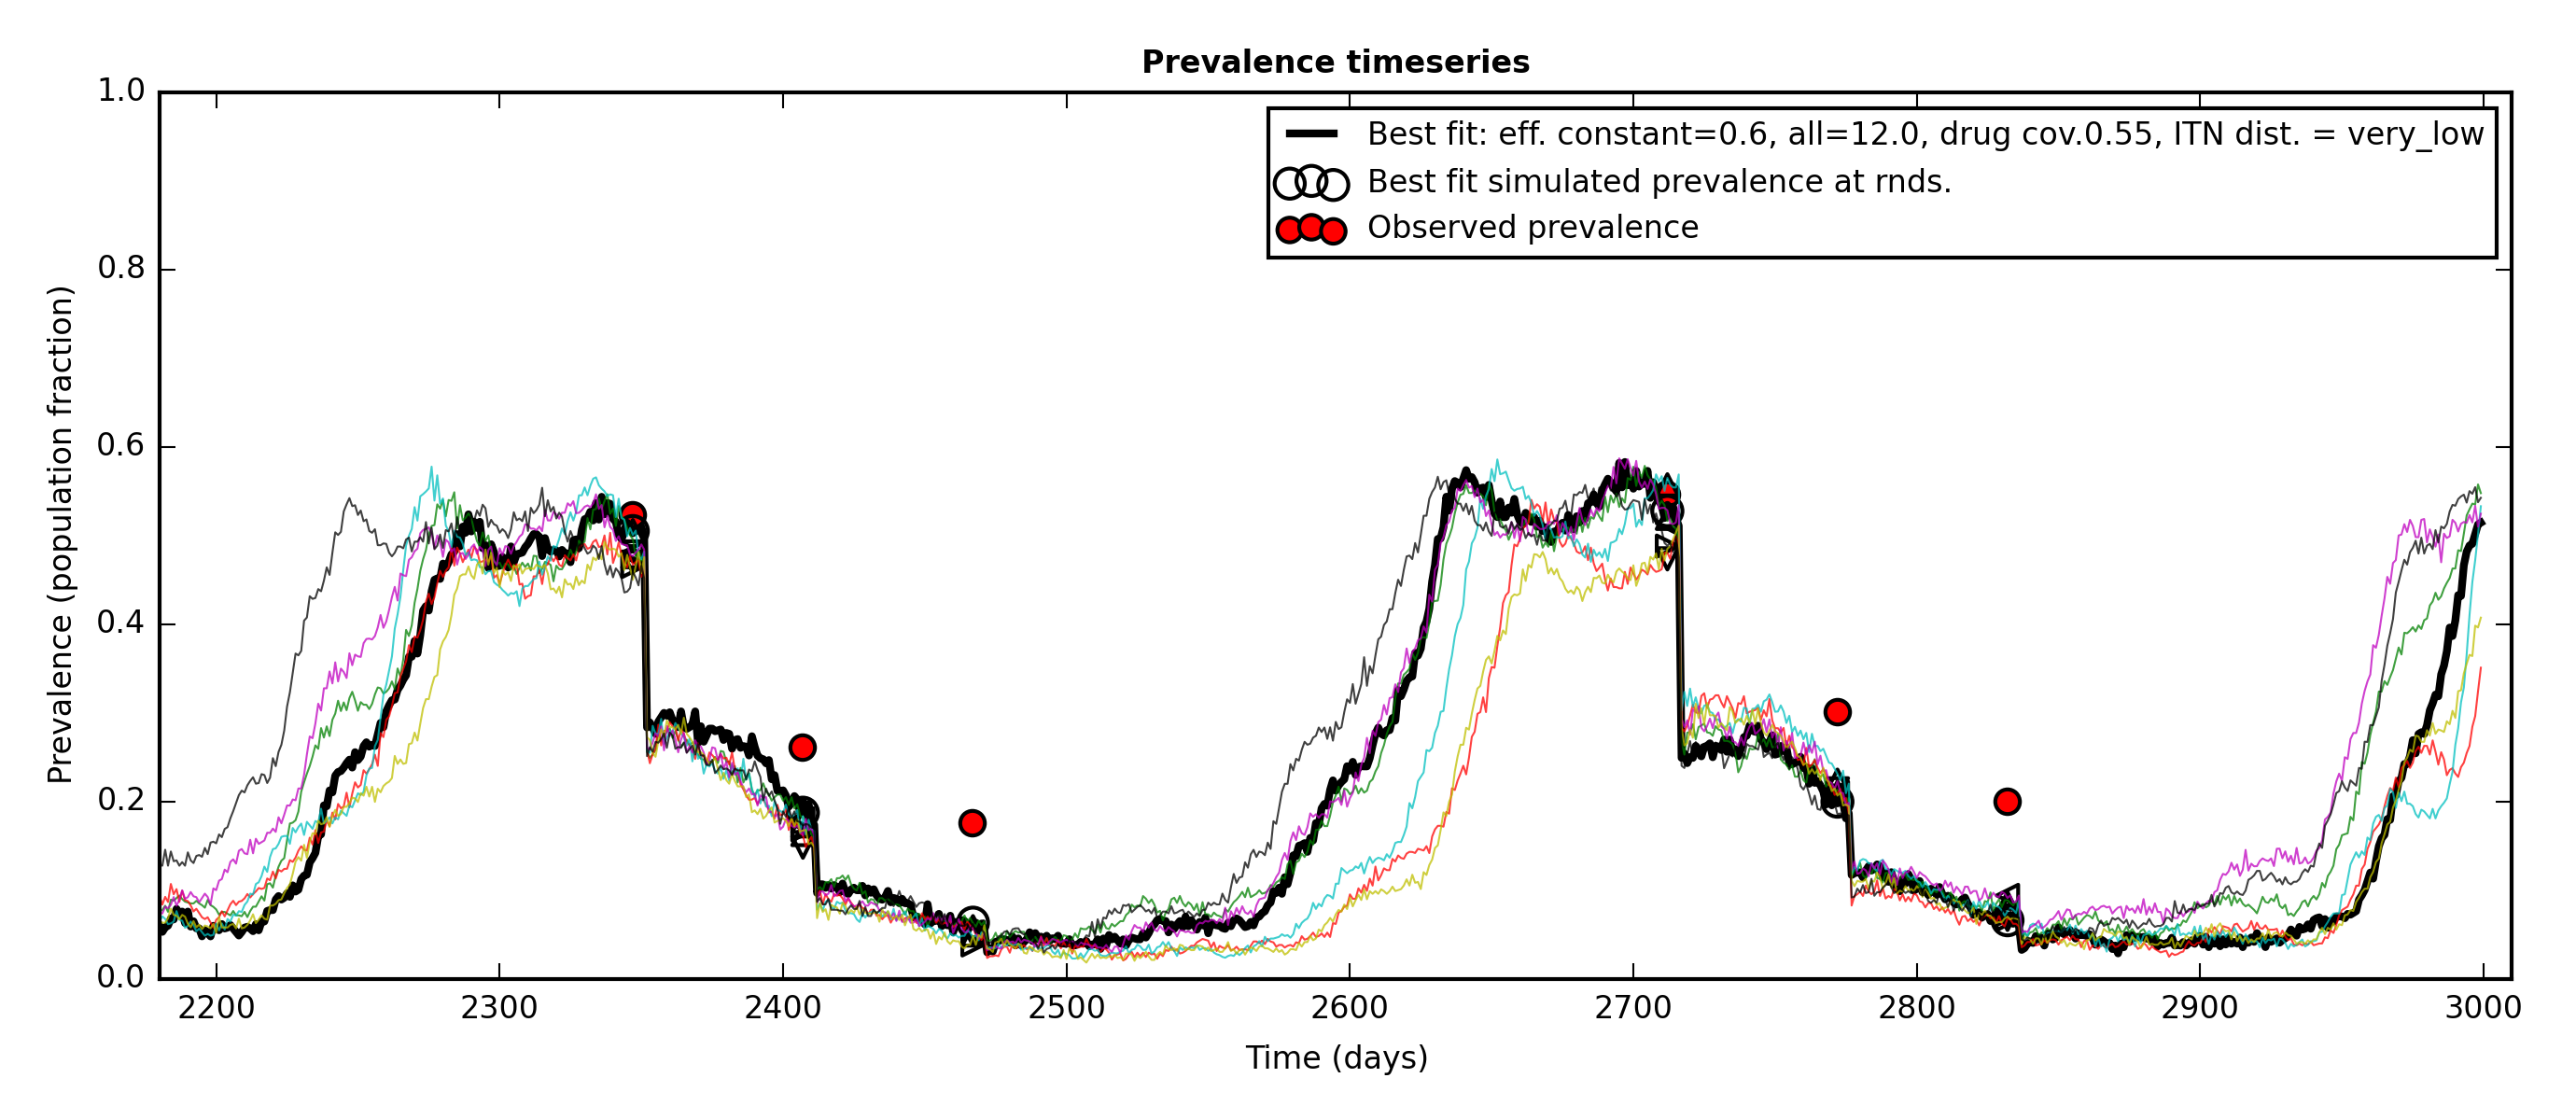 Prevalence timeseries
1.0
0.8
0.6
0.4
0.2
0.0
Prevalence (population fraction)
Best fit: eff. constant=0.6, all=12.0, drug cov.0.55, ITN dist. = very_low
Best fit simulated prevalence at rnds.
Observed prevalence
2200 2300 2400 2500 2600 2700 2800 2900 3000
Time (days)